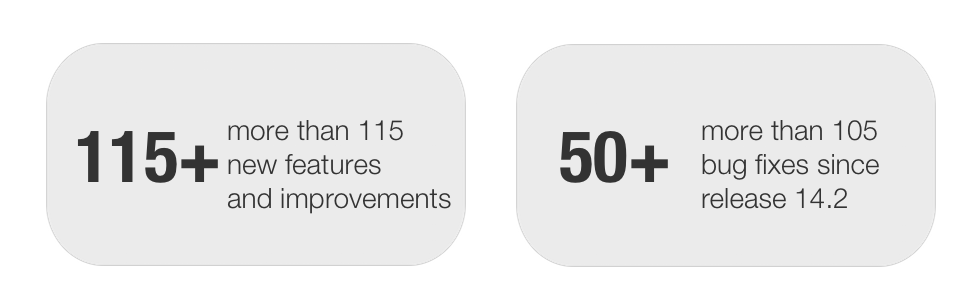 115+
more than 115
new features
and improvements
50+
more than 105
bug fixes since
release 14.2